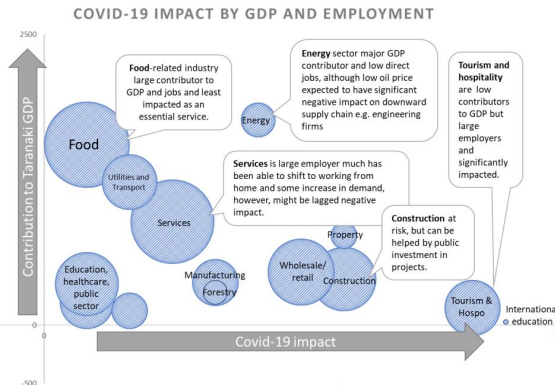 COVID-19 IMPACT BY GDP AND EMPLOYMENT
2500
0
-500
0
Contribution to Taranaki GDP
Covid-19 impact
Food-related industry
large contributor to
GDP and jobs and least
impacted as an
essential service.
Energy sector major GDP
contributor and low direct
jobs, although low oil price
expected to have significant
negative impact on downward
supply chain e.g. engineering
firms
Tourism and
hospitality
are low
contributors
to GDP but
large
employers
and
significantly
impacted.
Services is large employer much has
been able to shift to working from
home and some increase in demand,
however, might be lagged negative
impact.
Construction at
risk, but can be
helped by public
investment in
projects.
Food
Energy
Utilities and
Transport
Services
Property
Education,
healthcare,
public
sector
Manufacturing
Forestry
Wholesale/
retail
Construction
Tourism &
Hospo
Internationa
education